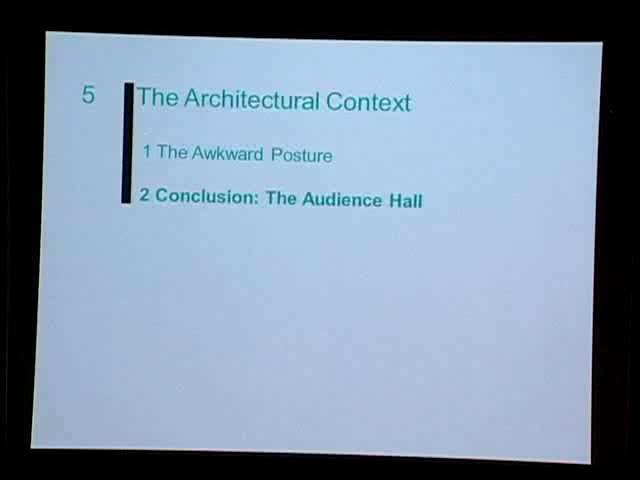 5 The Architectural Context
1 The Awkward Posture
2 Conclusion: The Audience Hall